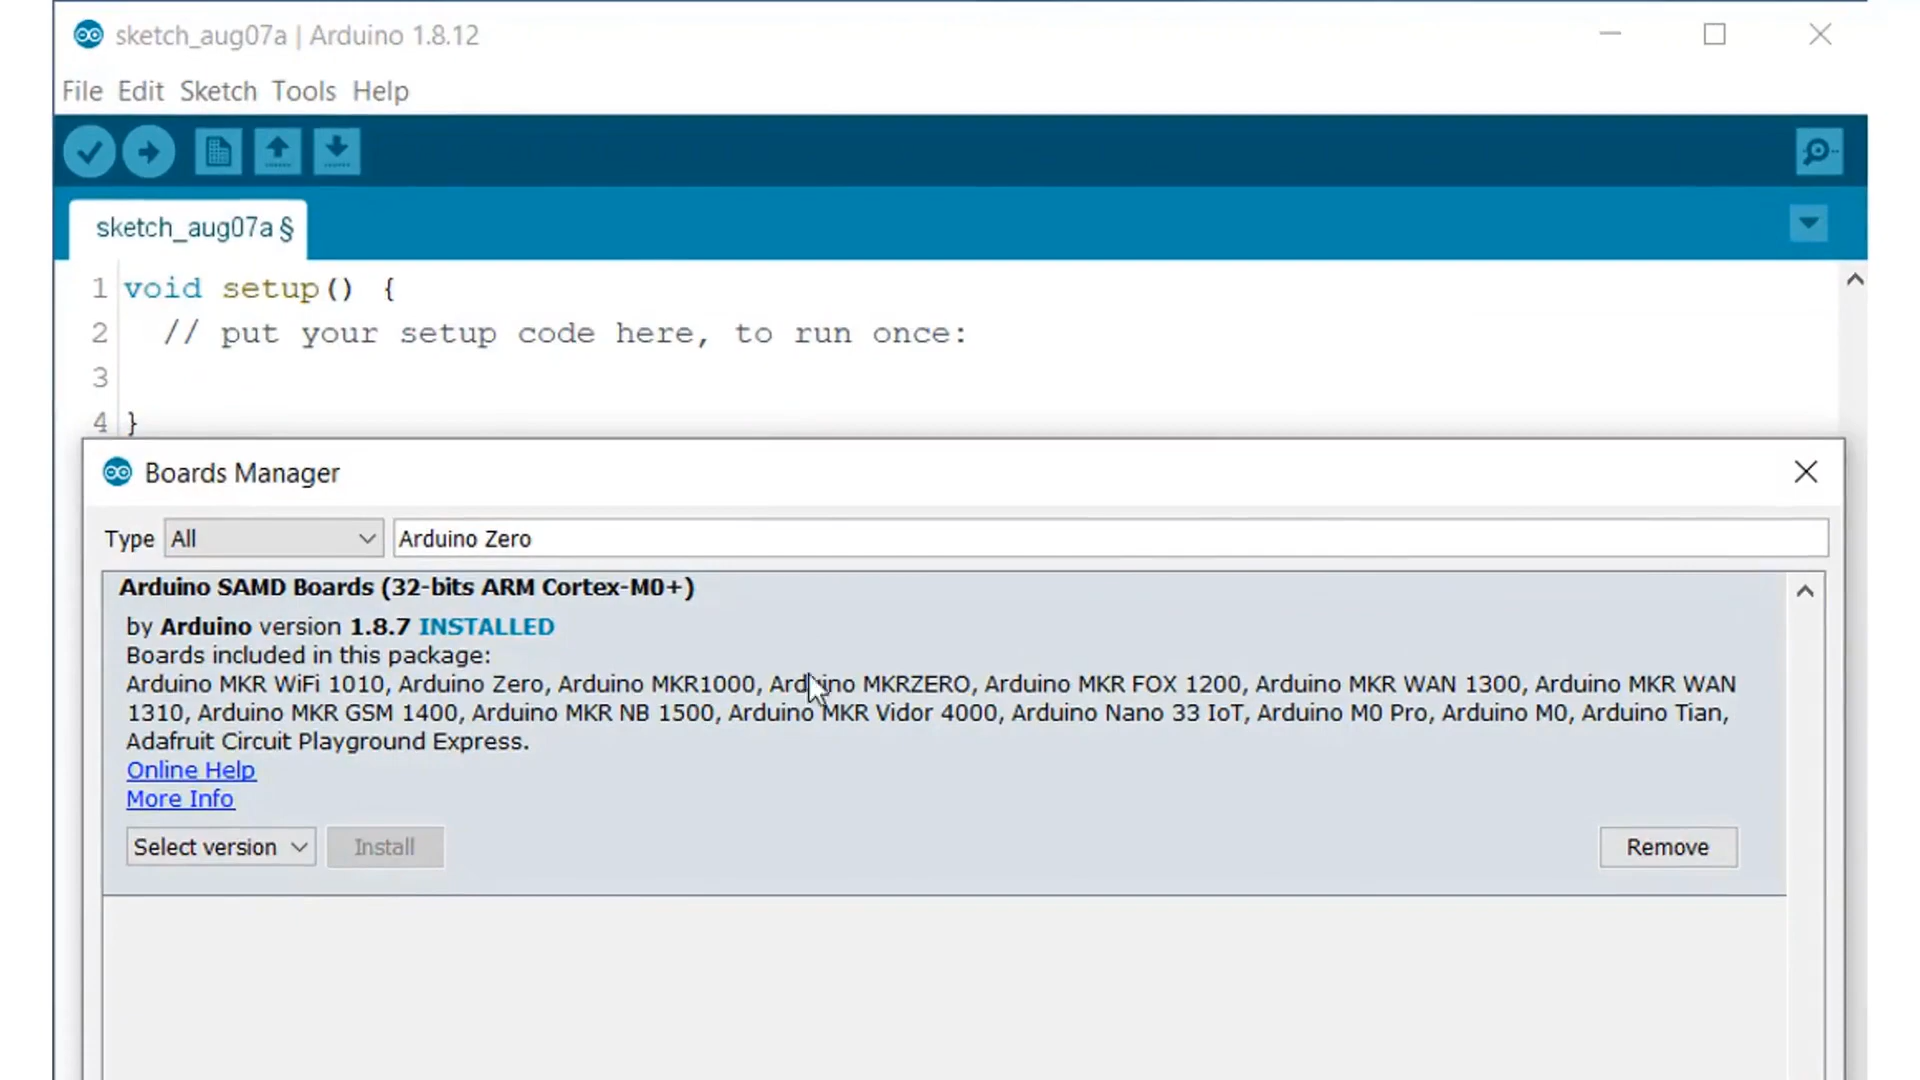 sketch_aug07a | Arduino 1.8.12
File Edit Sketch Tools Help
sketch_aug07a §
1 void setup() {
2 // put your setup code here, to run once:
3
4 }
Boards Manager
Type All Arduino Zero
Arduino SAMD Boards (32-bits ARM Cortex-M0+)
by Arduino version 1.8.7 INSTALLED
Boards included in this package:
Arduino MKR WiFi 1010, Arduino Zero, Arduino MKR1000, Arduino MKRZERO, Arduino MKR FOX 1200, Arduino MKR WAN 1300, Arduino MKR WAN
1310, Arduino MKR GSM 1400, Arduino MKR NB 1500, Arduino MKR Vidor 4000, Arduino Nano 33 IoT, Arduino M0 Pro, Arduino M0, Arduino Tian,
Adafruit Circuit Playground Express.
Online Help
More Info
Select version Install Remove